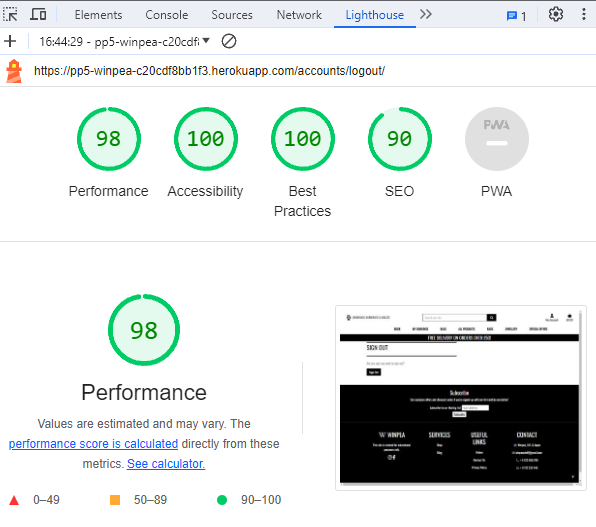 Elements Console Sources Network Lighthouse 1
16:44:29 - pp5-winpea-c20cdf8
https://pp5-winpea-c20cdf8bb1f3.herokuapp.com/accounts/logout/
98 100 100 90 PWA
Performance Accessibility Best Practices SEO PWA
98
Performance
Values are estimated and may vary. The
performance score is calculated directly from these
metrics. See calculator.
0–49 50–89 90–100
FREE DELIVERY ON ORDERS OVER
SIGN OUT
Sign Out
Subscribe
WINPEA SERVICES USEFUL LINKS CONTACT